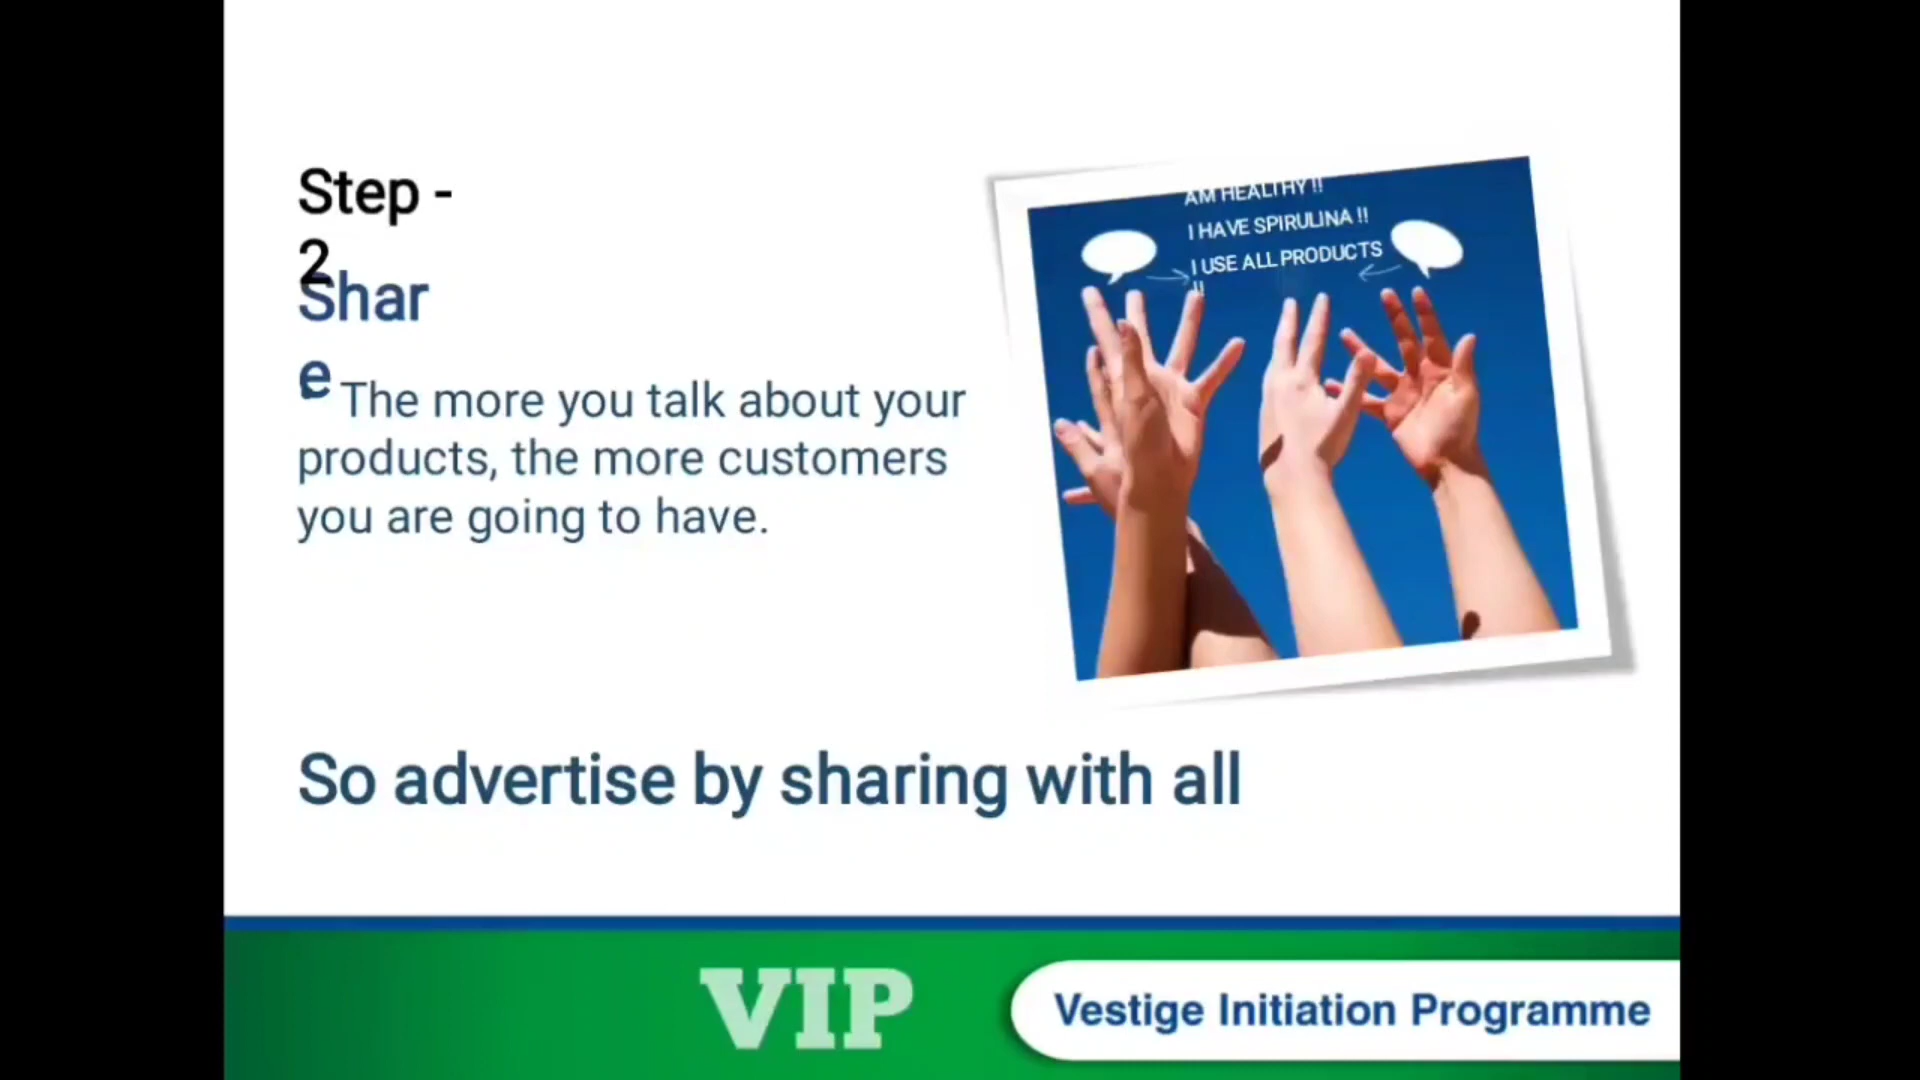 Step -
2
Shar
e
The more you talk about your
products, the more customers
you are going to have.
AM HEALTHY !!
I HAVE SPIRULINA !!
I USE ALL PRODUCTS
!!
So advertise by sharing with all
VIP
Vestige Initiation Programme